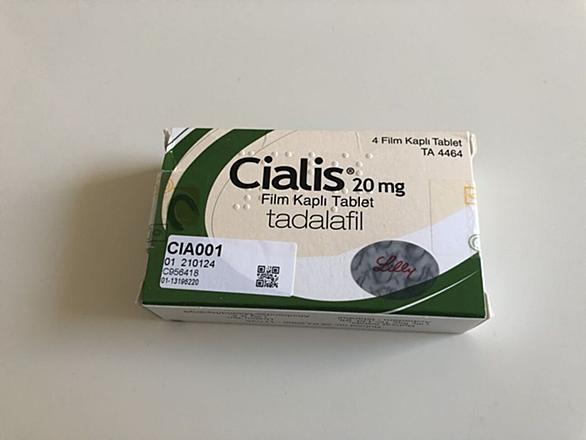 4 Film Kaplı Tablet
TA 4464
Cialis® 20 mg
Film Kaplı Tablet
tadalafil
CIA001
01 210124
C956418
01-13195220
Lilly